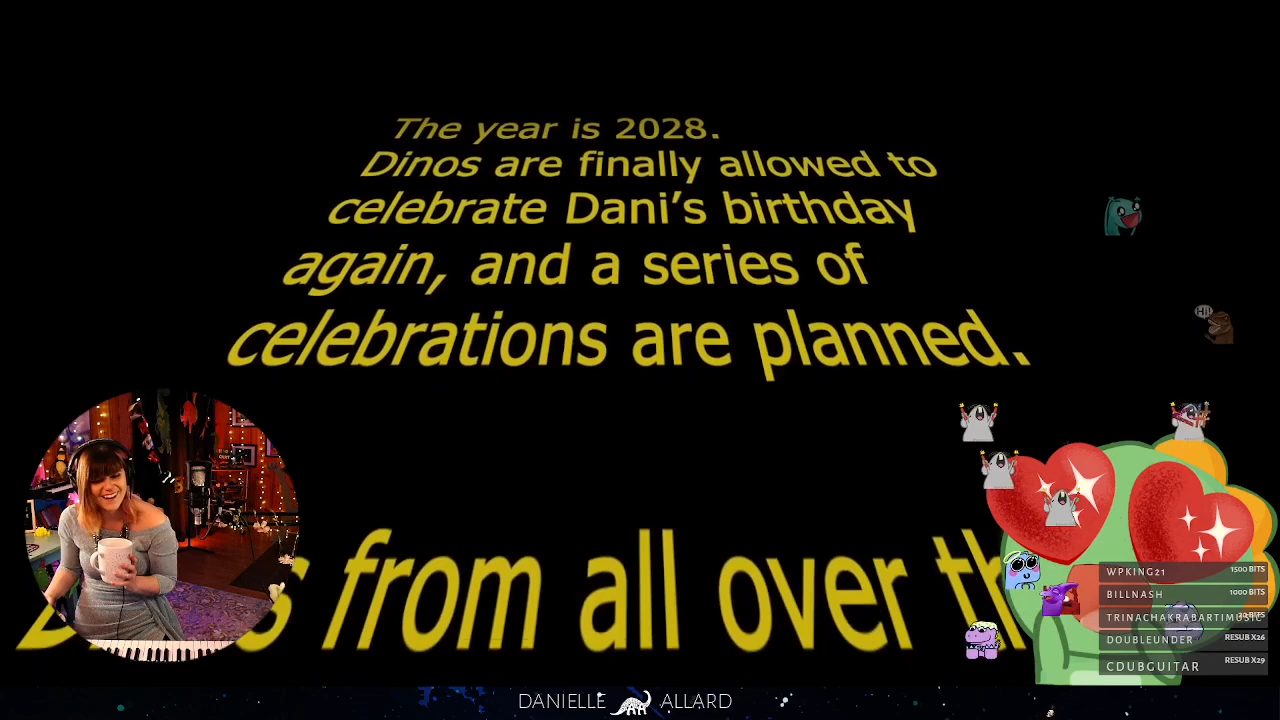 The year is 2028.
Dinos are finally allowed to
celebrate Dani's birthday
again, and a series of
celebrations are planned.
from all over
Hi!
WPKING21 1500 BITS
BILLNASH 1000 BITS
TRINACHAKRABARTIMUSIC
DOUBLEUNDER RESUB X26
CDUBGUITAR RESUB X29
DANIELLE ALLARD